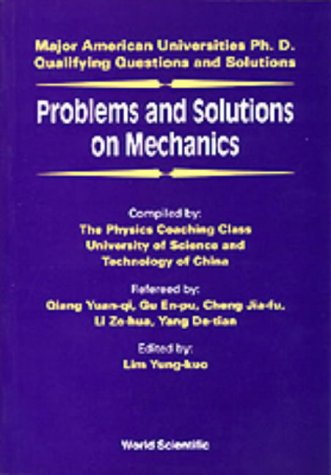 Major American Universities Ph. D.
Qualifying Questions and Solutions
Problems and Solutions
on Mechanics
Compiled by:
The Physics Coaching Class
University of Science and
Technology of China
Refereed by:
Qiang Yuan-qi, Gu En-pu, Cheng Jia-fu,
Li Ze-hua, Yang De-tian
Edited by:
Lim Yung-kuo
World Scientific